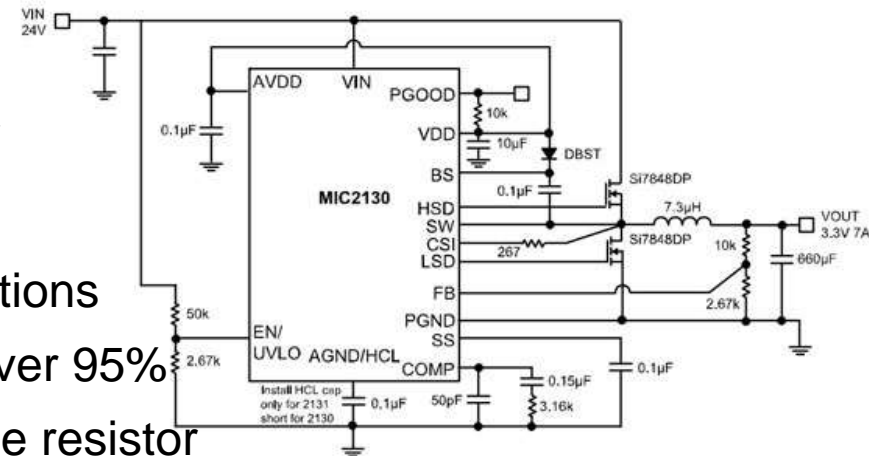 VIN
24V
AVDD
VIN
PGOOD
10k
0.1µF
VDD
10µF
DBST
BS
Si7848DP
0.1µF
MIC2130
HSD
7.3µH
SW
VOUT
3.3V 7A
CSI
Si7848DP
10k
267
LSD
660µF
FB
2.67k
PGND
SS
50k
EN/
UVLO
AGND/HCL
COMP
2.67k
0.1µF
0.15µF
Install HCL cap
only for 2131
short for 2130
0.1µF
50pF
3.16k
tions
ver 95%
e resistor